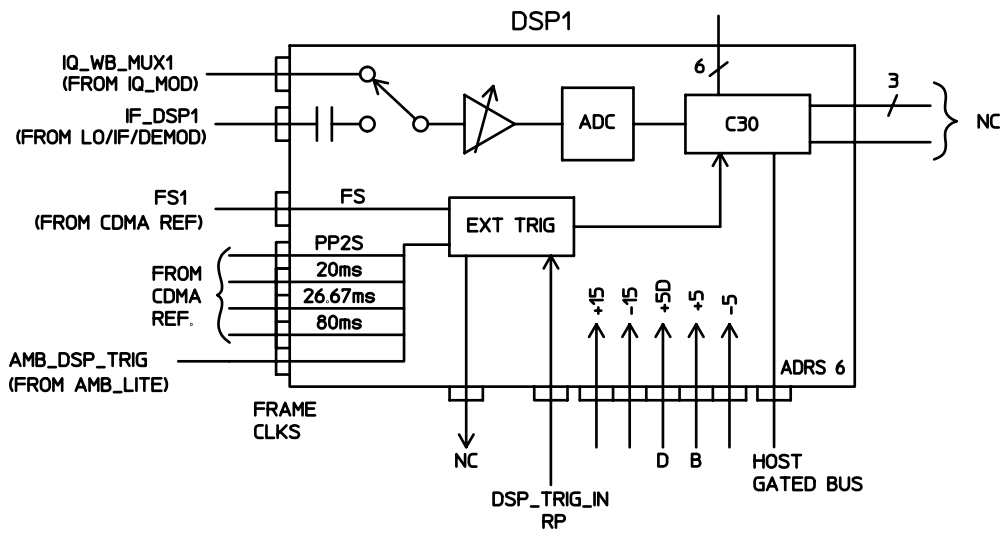 DSP1
IQ_WB_MUX1
(FROM IQ_MOD)
IF_DSP1
(FROM LO/IF/DEMOD)
6
3
ADC
C30
NC
FS1
(FROM CDMA REF)
FS
EXT TRIG
PP2S
20ms
26.67ms
80ms
FROM
CDMA
REF.
+15
-15
+5D
+5
-5
AMB_DSP_TRIG
(FROM AMB_LITE)
ADRS 6
FRAME
CLKS
NC
D
B
HOST
GATED BUS
DSP_TRIG_IN
RP